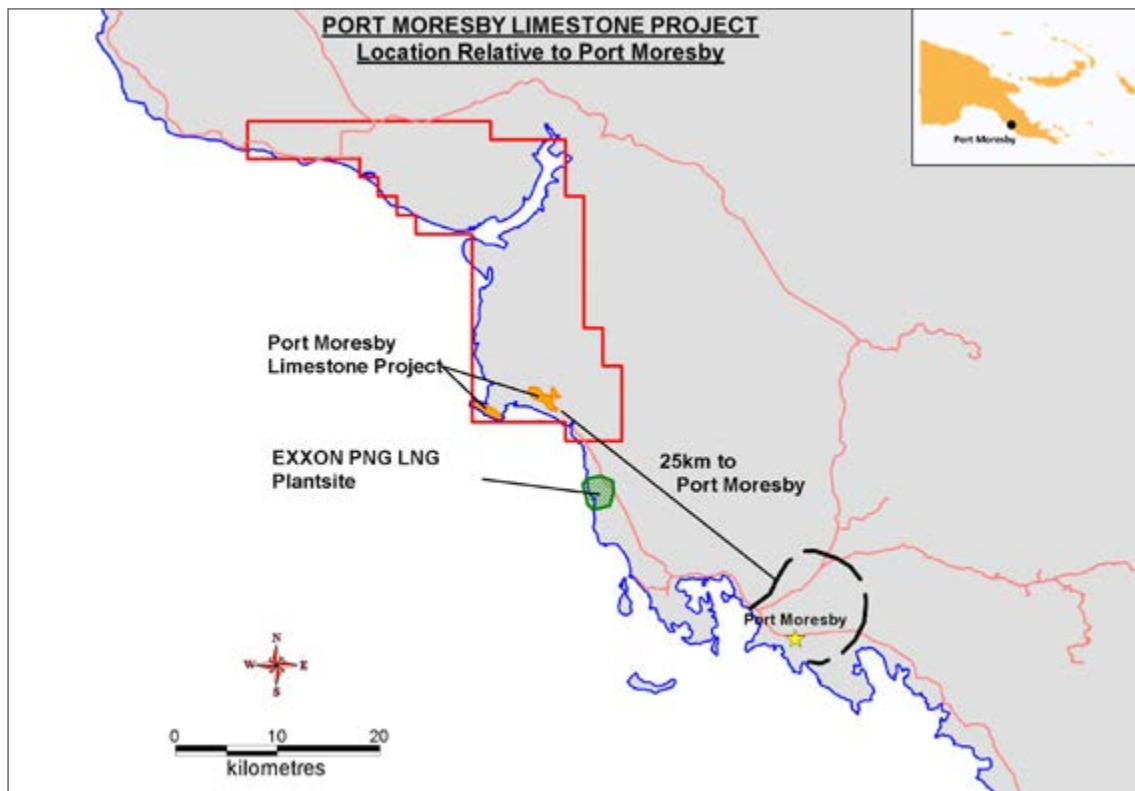 PORT MORESBY LIMESTONE PROJECT
Location Relative to Port Moresby
Port Moresby
Port Moresby
Limestone Project
EXXON PNG LNG
Plantsite
25km to
Port Moresby
Port Moresby
N
W E
S
0 10 20
kilometres